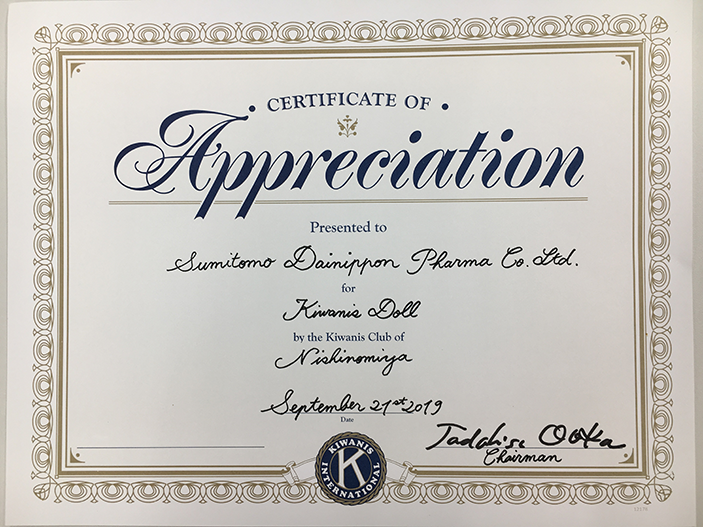 • CERTIFICATE OF •
Appreciation
Presented to
Sumitomo Dainippon Pharma Co. Ltd.
for
Kiwanis Doll
by the Kiwanis Club of
Nishinomiya
September 21st 2019
Date
Tadahisa Ooka
Chairman
KIWANIS
K
INTERNATIONAL